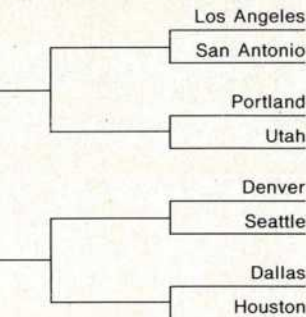 Los Angeles
San Antonio
Portland
Utah
Denver
Seattle
Dallas
Houston